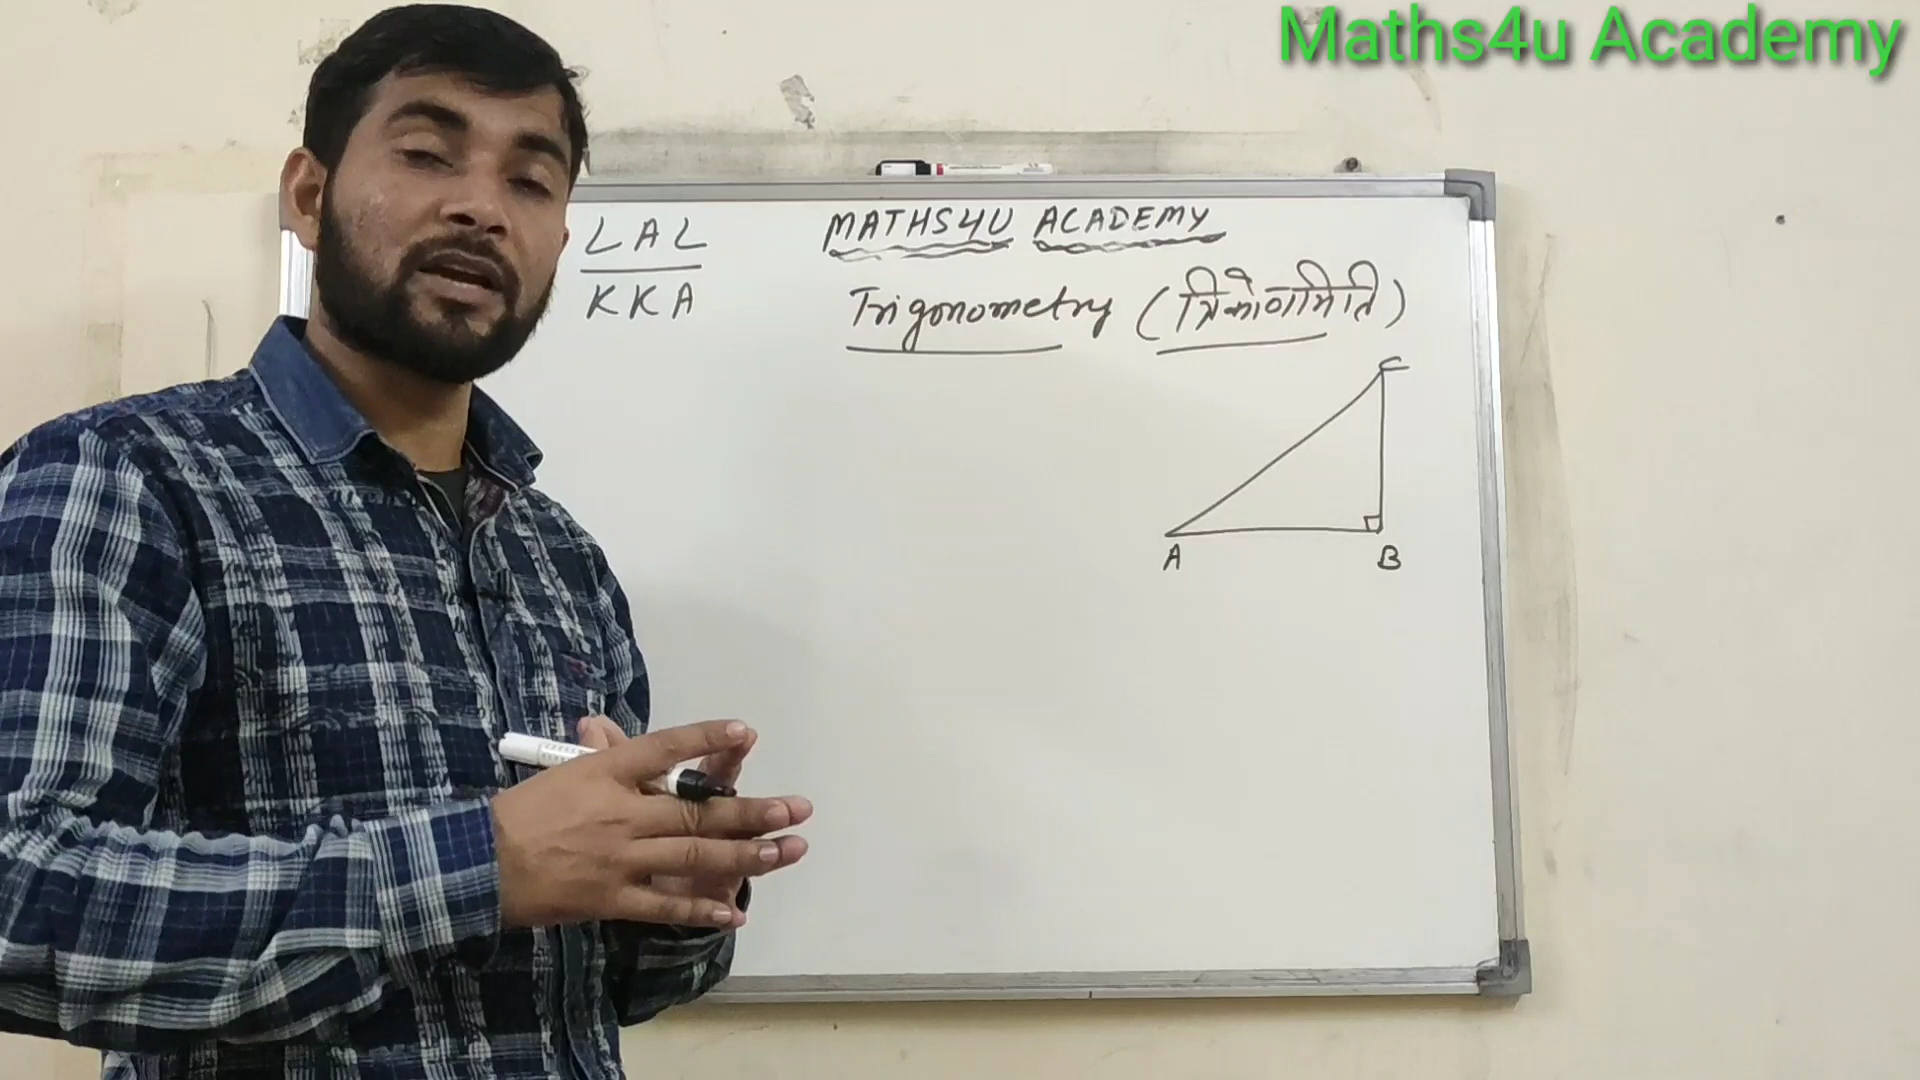 Maths4u Academy
MATHS4U ACADEMY
LAL
KKA
Trigonometry (त्रिकोणमिति)
C
A
B